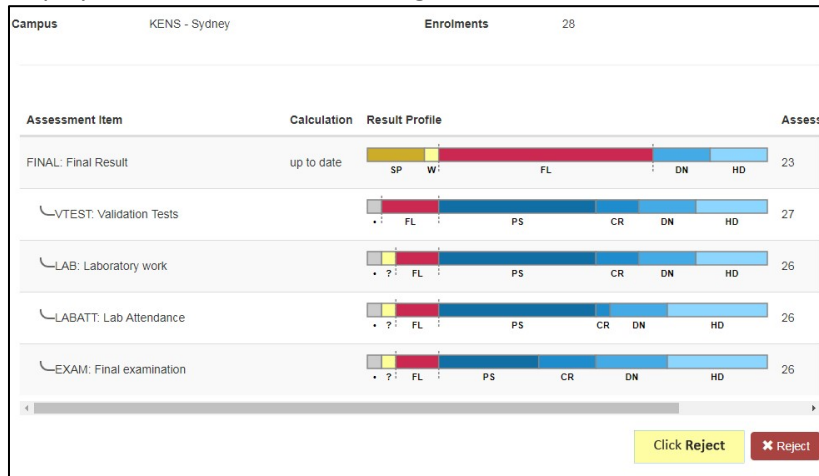 Campus KENS - Sydney Enrolments 28
Assessment Item Calculation Result Profile Assess
FINAL: Final Result up to date 23
SP W FL DN HD
VTEST: Validation Tests 27
• FL PS CR DN HD
LAB: Laboratory work 26
• ? FL PS CR DN HD
LABATT: Lab Attendance 26
• ? FL PS CR DN HD
EXAM: Final examination 26
• ? FL PS CR DN HD
Click Reject ✖ Reject